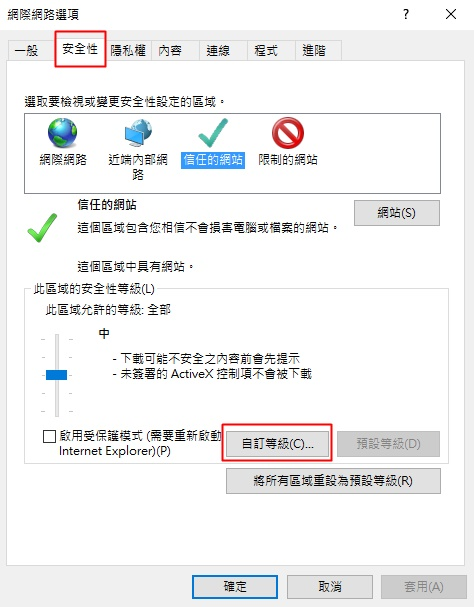 網際網路選項
?
一般 安全性 隱私權 內容 連線 程式 進階
選取要檢視或變更安全性設定的區域。
網際網路 近端內部網路 信任的網站 限制的網站
信任的網站
網站(S)
這個區域包含您相信不會損害電腦或檔案的網站。
這個區域中具有網站。
此區域的安全性等級(L)
此區域允許的等級: 全部
中
- 下載可能不安全之內容前會先提示
- 未簽署的 ActiveX 控制項不會被下載
啟用受保護模式 (需要重新啟動
Internet Explorer)(P)
自訂等級(C)... 預設等級(D)
將所有區域重設為預設等級(R)
確定 取消 套用(A)